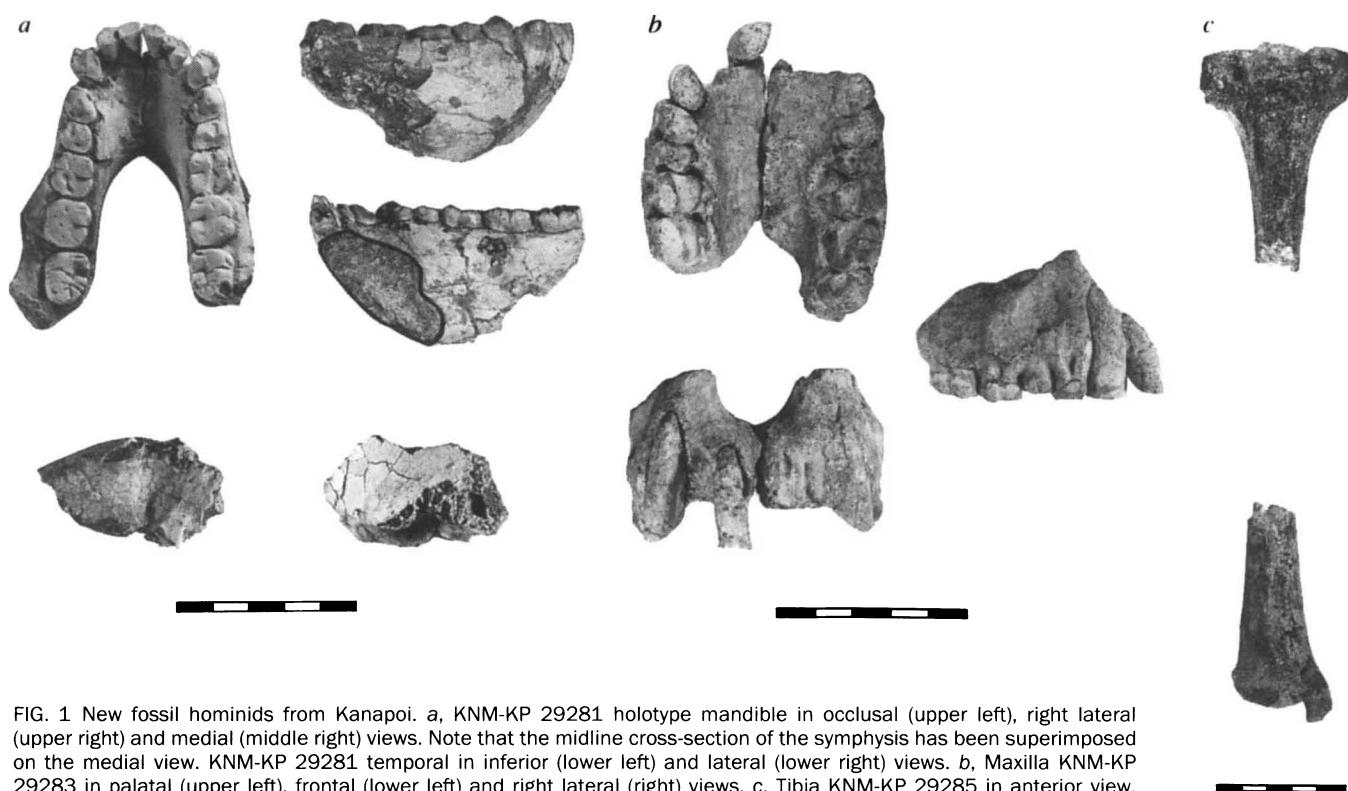 a
b
c
FIG. 1 New fossil hominids from Kanapoi. a, KNM-KP 29281 holotype mandible in occlusal (upper left), right lateral
(upper right) and medial (middle right) views. Note that the midline cross-section of the symphysis has been superimposed
on the medial view. KNM-KP 29281 temporal in inferior (lower left) and lateral (lower right) views. b, Maxilla KNM-KP
29283 in palatal (upper left), frontal (lower left) and right lateral (right) views. c, Tibia KNM-KP 29285 in anterior view.